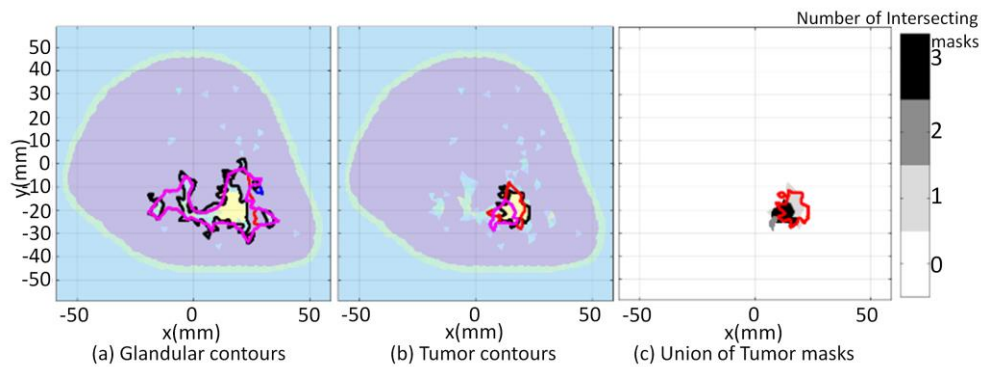 Number of Intersecting
masks
50
40
30
20
10
0
-10
-20
-30
-40
-50
y(mm)
3
2
1
0
-50 0 50 -50 0 50 -50 0 50
x(mm) x(mm) x(mm)
(a) Glandular contours (b) Tumor contours (c) Union of Tumor masks